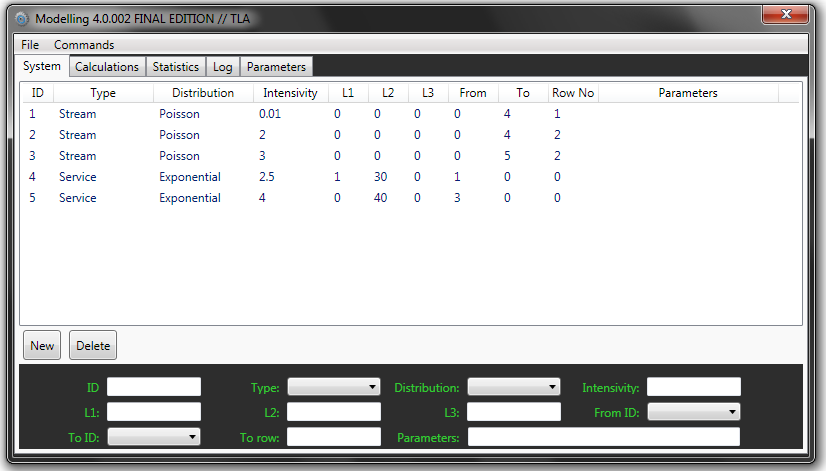 Modelling 4.0.002 FINAL EDITION // TLA
File Commands
System Calculations Statistics Log Parameters
ID Type Distribution Intensivity L1 L2 L3 From To Row No Parameters
1 Stream Poisson 0.01 0 0 0 0 4 1
2 Stream Poisson 2 0 0 0 0 4 2
3 Stream Poisson 3 0 0 0 0 5 2
4 Service Exponential 2.5 1 30 0 1 0 0
5 Service Exponential 4 0 40 0 3 0 0
New Delete
ID Type: Distribution: Intensivity:
L1: L2: L3: From ID:
To ID: To row: Parameters: